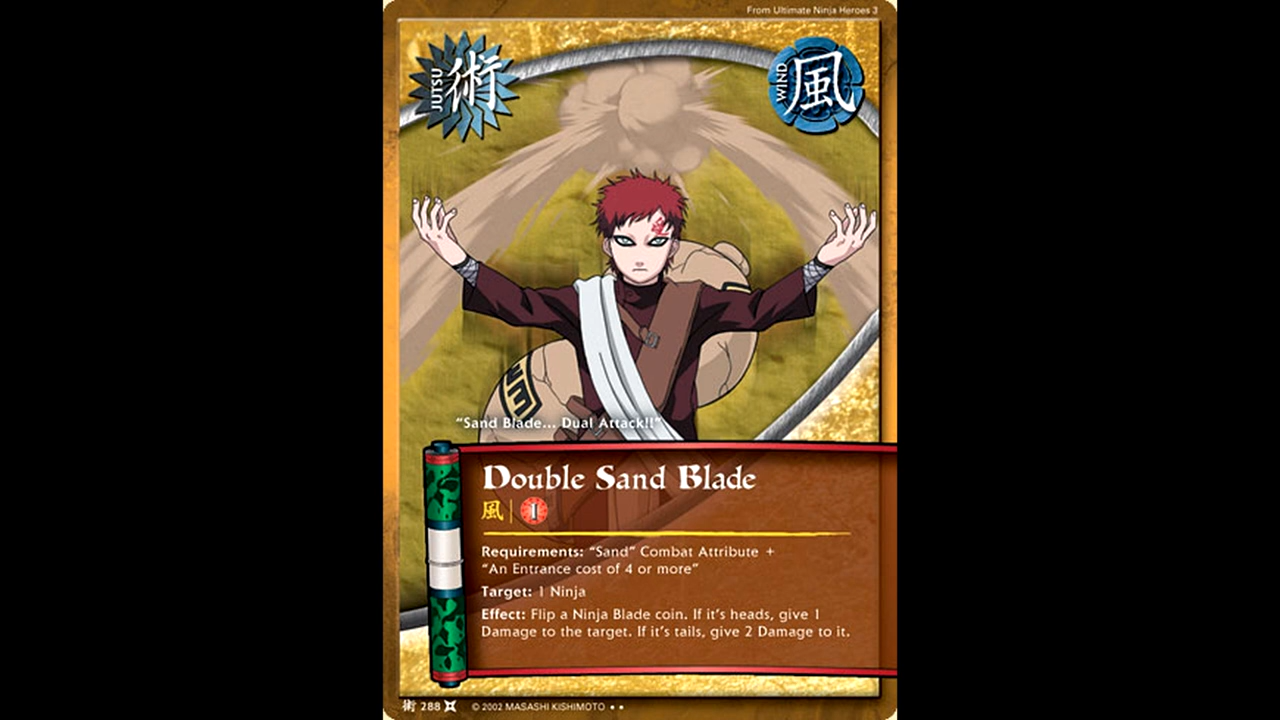 From Ultimate Ninja Heroes 3
JUTSU 術
WIND 風
“Sand Blade... Dual Attack!!”
Double Sand Blade
風 | 1
Requirements: “Sand” Combat Attribute +
“An Entrance cost of 4 or more”
Target: 1 Ninja
Effect: Flip a Ninja Blade coin. If it’s heads, give 1
Damage to the target. If it’s tails, give 2 Damage to it.
術 288 © 2002 MASASHI KISHIMOTO